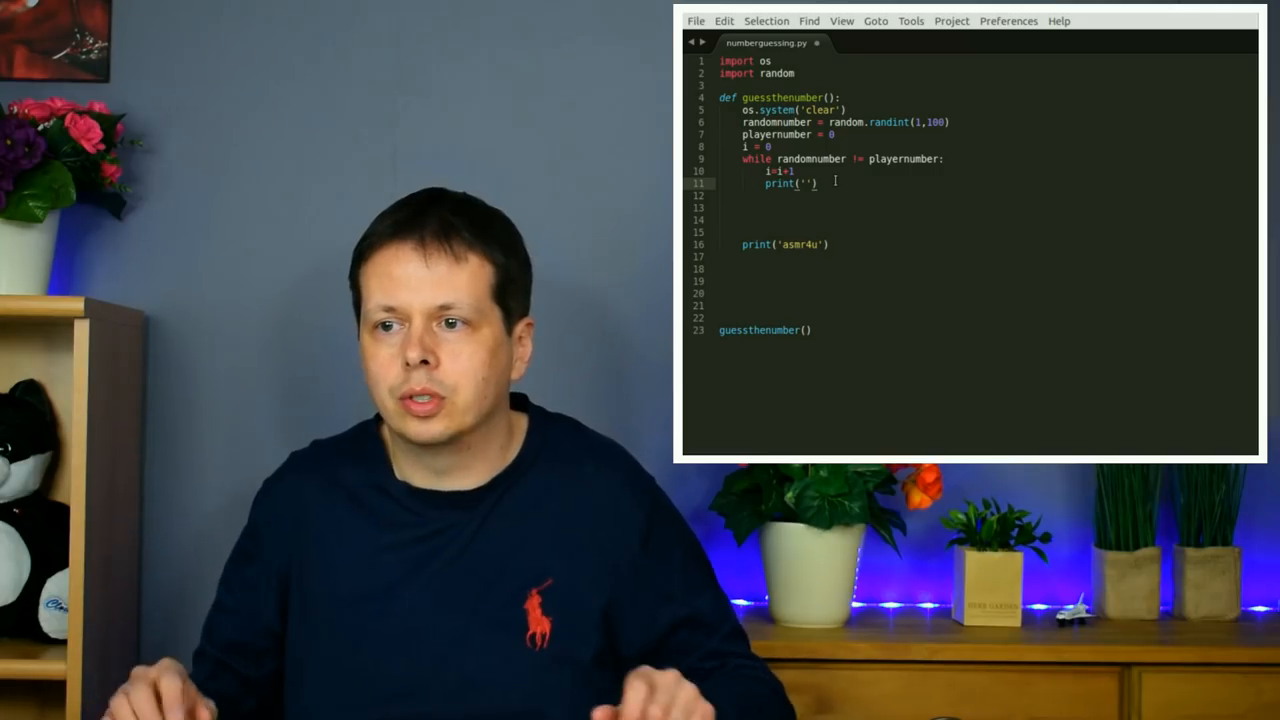 File Edit Selection Find View Goto Tools Project Preferences Help
numberguessing.py
1 import os
2 import random
3
4 def guessthenumber():
5 os.system('clear')
6 randomnumber = random.randint(1,100)
7 playernumber = 0
8 i = 0
9 while randomnumber != playernumber:
10 i=i+1
11 print('')
12
13
14
15
16 print('asmr4u')
17
18
19
20
21
22
23 guessthenumber()
HERB GARDEN